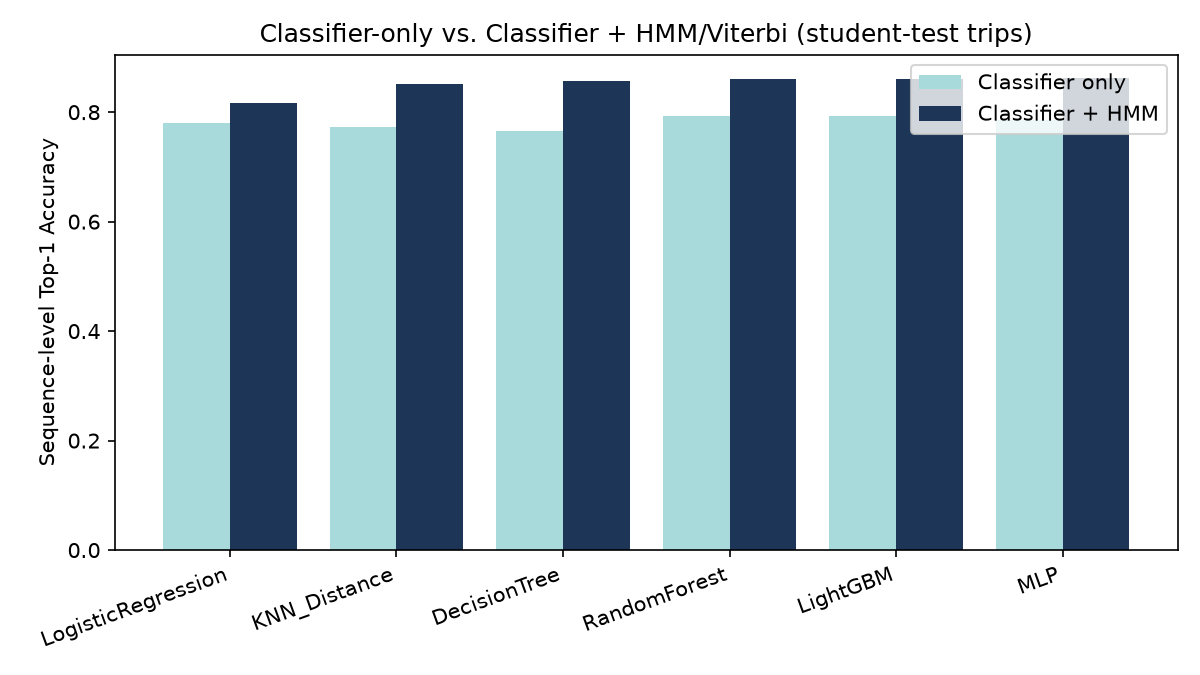 Classifier-only vs. Classifier + HMM/Viterbi (student-test trips)
Classifier only
Classifier + HMM
Sequence-level Top-1 Accuracy
0.8
0.6
0.4
0.2
0.0
LogisticRegression
KNN_Distance
DecisionTree
RandomForest
LightGBM
MLP